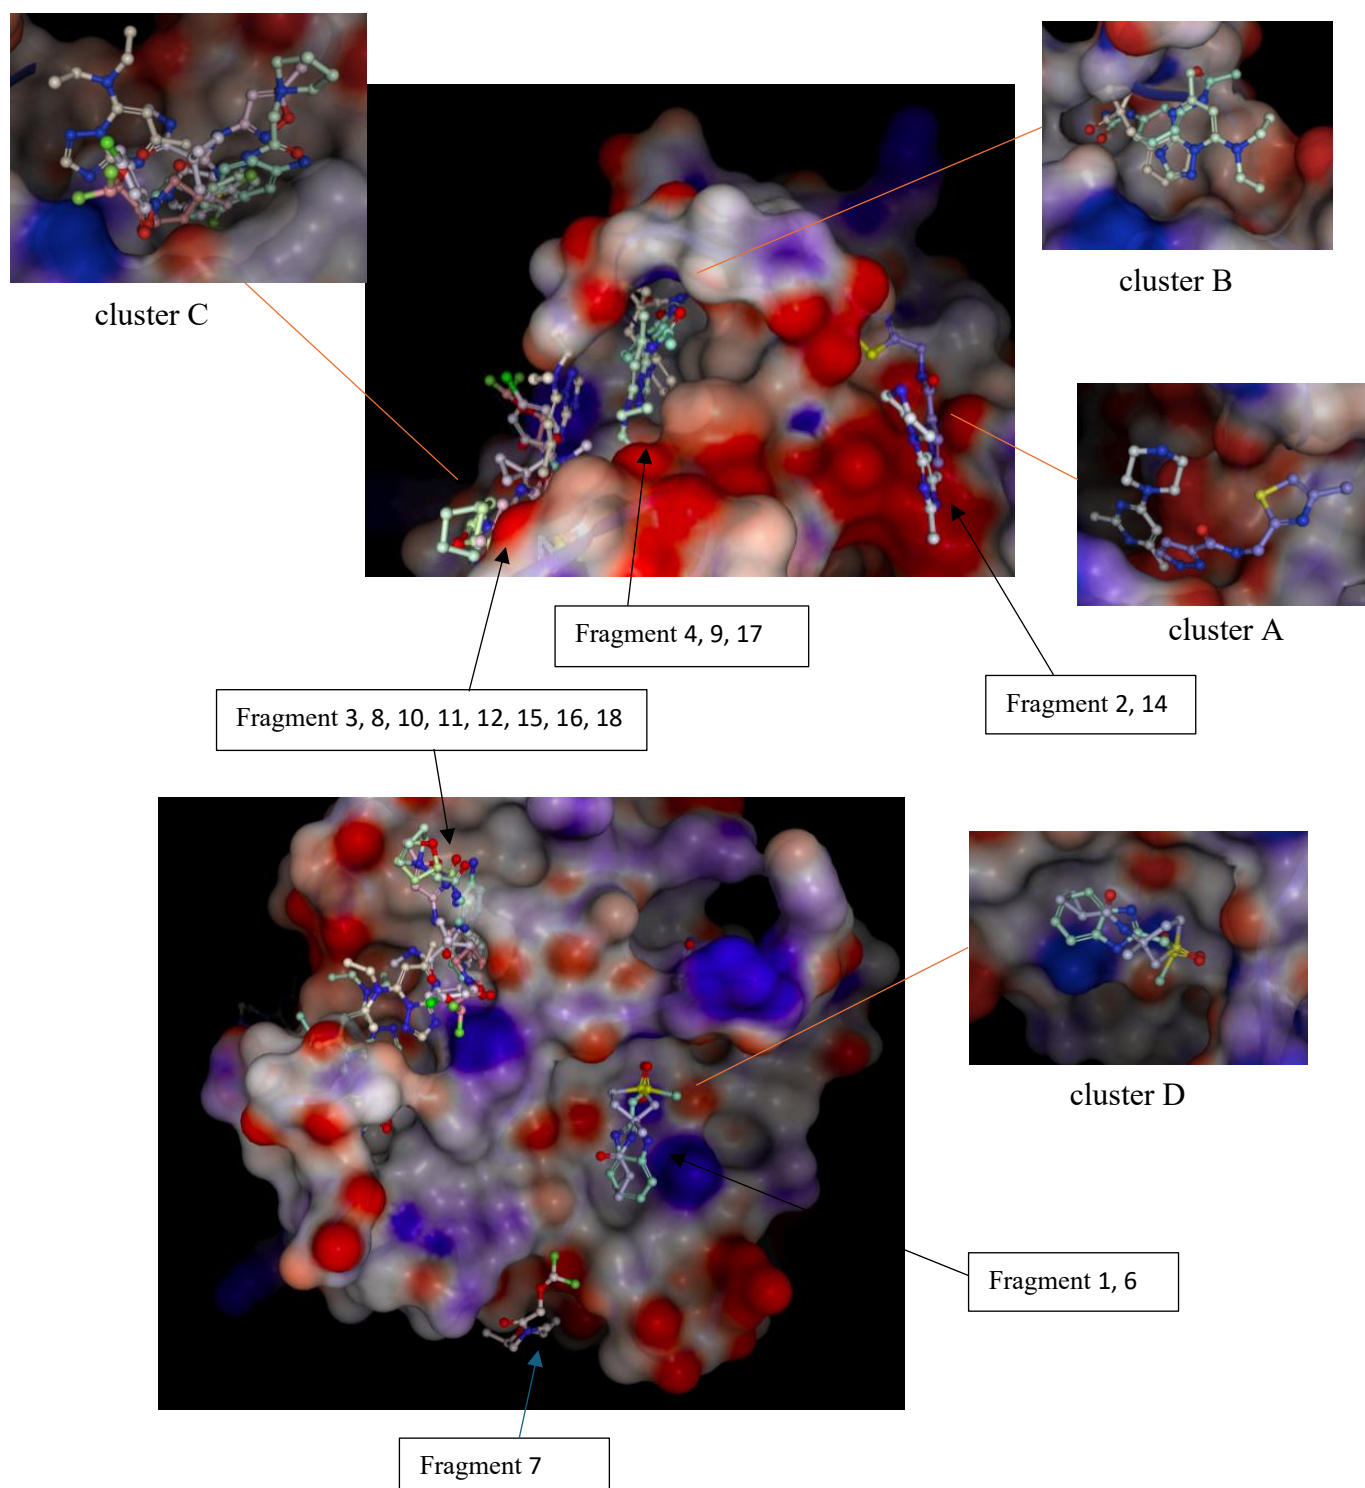 cluster B
cluster C
cluster A
Fragment 4, 9, 17
Fragment 2, 14
Fragment 3, 8, 10, 11, 12, 15, 16, 18
cluster D
Fragment 1, 6
Fragment 7